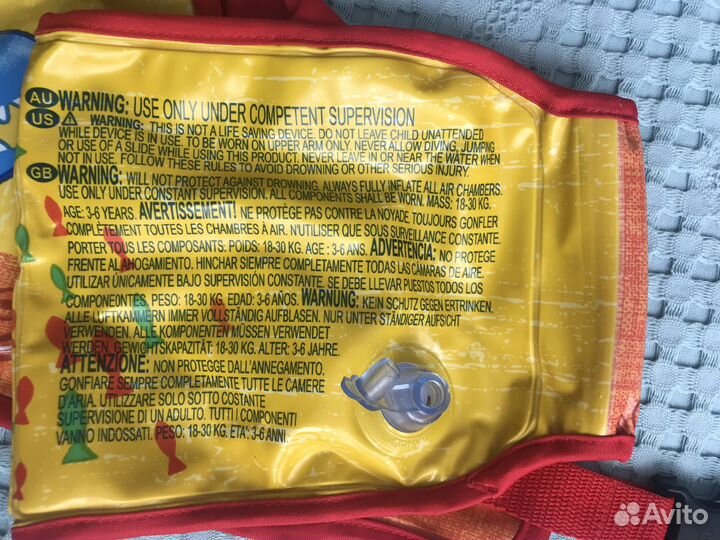 AU WARNING: USE ONLY UNDER COMPETENT SUPERVISION
US WARNING: THIS IS NOT A LIFE SAVING DEVICE. DO NOT LEAVE CHILD UNATTENDED
WHILE DEVICE IS IN USE. TO BE WORN ON UPPER ARM ONLY. NEVER ALLOW DIVING, JUMPING
OR USE OF A SLIDE WHILE USING THIS PRODUCT. NEVER LEAVE IN OR NEAR THE WATER WHEN
NOT IN USE. FOLLOW THESE RULES TO AVOID DROWNING OR OTHER SERIOUS INJURY.
GB WARNING: WILL NOT PROTECT AGAINST DROWNING. ALWAYS FULLY INFLATE ALL AIR CHAMBERS.
USE ONLY UNDER CONSTANT SUPERVISION. ALL COMPONENTS SHALL BE WORN. MASS: 18-30 KG.
AGE: 3-6 YEARS. AVERTISSEMENT! NE PROTÈGE PAS CONTRE LA NOYADE TOUJOURS GONFLER
COMPLÈTEMENT TOUTES LES CHAMBRES À AIR. N'UTILISER QUE SOUS SURVEILLANCE CONSTANTE.
PORTER TOUS LES COMPOSANTS: POIDS: 18-30 KG. AGE : 3-6 ANS. ADVERTENCIA: NO PROTEGE
FRENTE AL AHOGAMIENTO. HINCHAR SIEMPRE COMPLETAMENTE TODAS LAS CÁMARAS DE AIRE.
UTILIZAR ÚNICAMENTE BAJO SUPERVISIÓN CONSTANTE. SE DEBE LLEVAR PUESTOS TODOS LOS
COMPONENTES. PESO: 18-30 KG, EDAD: 3-6 AÑOS. WARNUNG: KEIN SCHUTZ GEGEN ERTRINKEN.
ALLE LUFTKAMMERN IMMER VOLLSTÄNDIG AUFBLASEN. NUR UNTER STÄNDIGER AUFSICHT
VERWENDEN. ALLE KOMPONENTEN MÜSSEN VERWENDET
WERDEN. GEWICHTSKAPAZITÄT: 18-30 KG. ALTER: 3-6 JAHRE.
ATTENZIONE: NON PROTEGGE DALL'ANNEGAMENTO.
GONFIARE SEMPRE COMPLETAMENTE TUTTE LE CAMERE
D'ARIA. UTILIZZARE SOLO SOTTO COSTANTE
SUPERVISIONE DI UN ADULTO. TUTTI I COMPONENTI
VANNO INDOSSATI. PESO: 18-30 KG. ETA': 3-6 ANNI.
Avito